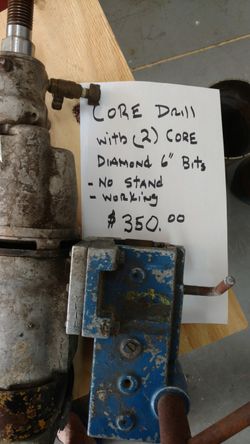 CORE Drill
with (2) CORE
DIAMOND 6" Bits
- NO STAND
- WORKING
$350.00